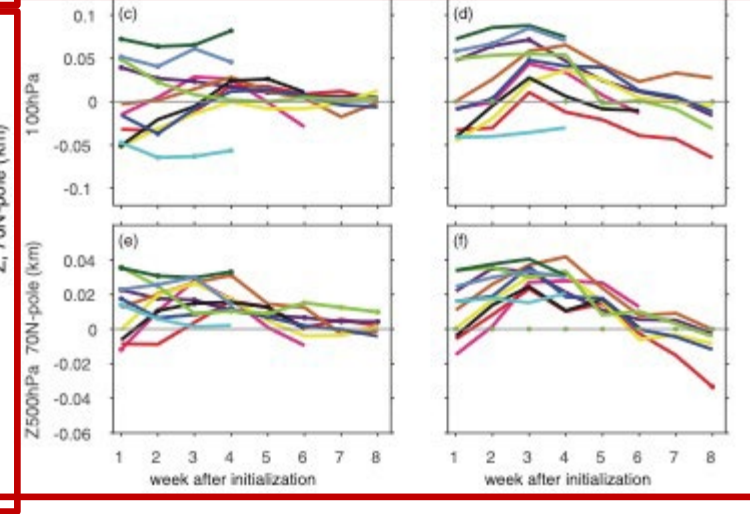 (c)
(d)
0.1
0.05
0
-0.05
-0.1
100hPa
(km)
(e)
(f)
0.04
0.02
0
-0.02
-0.04
-0.06
Z500hPa 70N-pole (km)
1 2 3 4 5 6 7 8
1 2 3 4 5 6 7 8
week after initialization
week after initialization